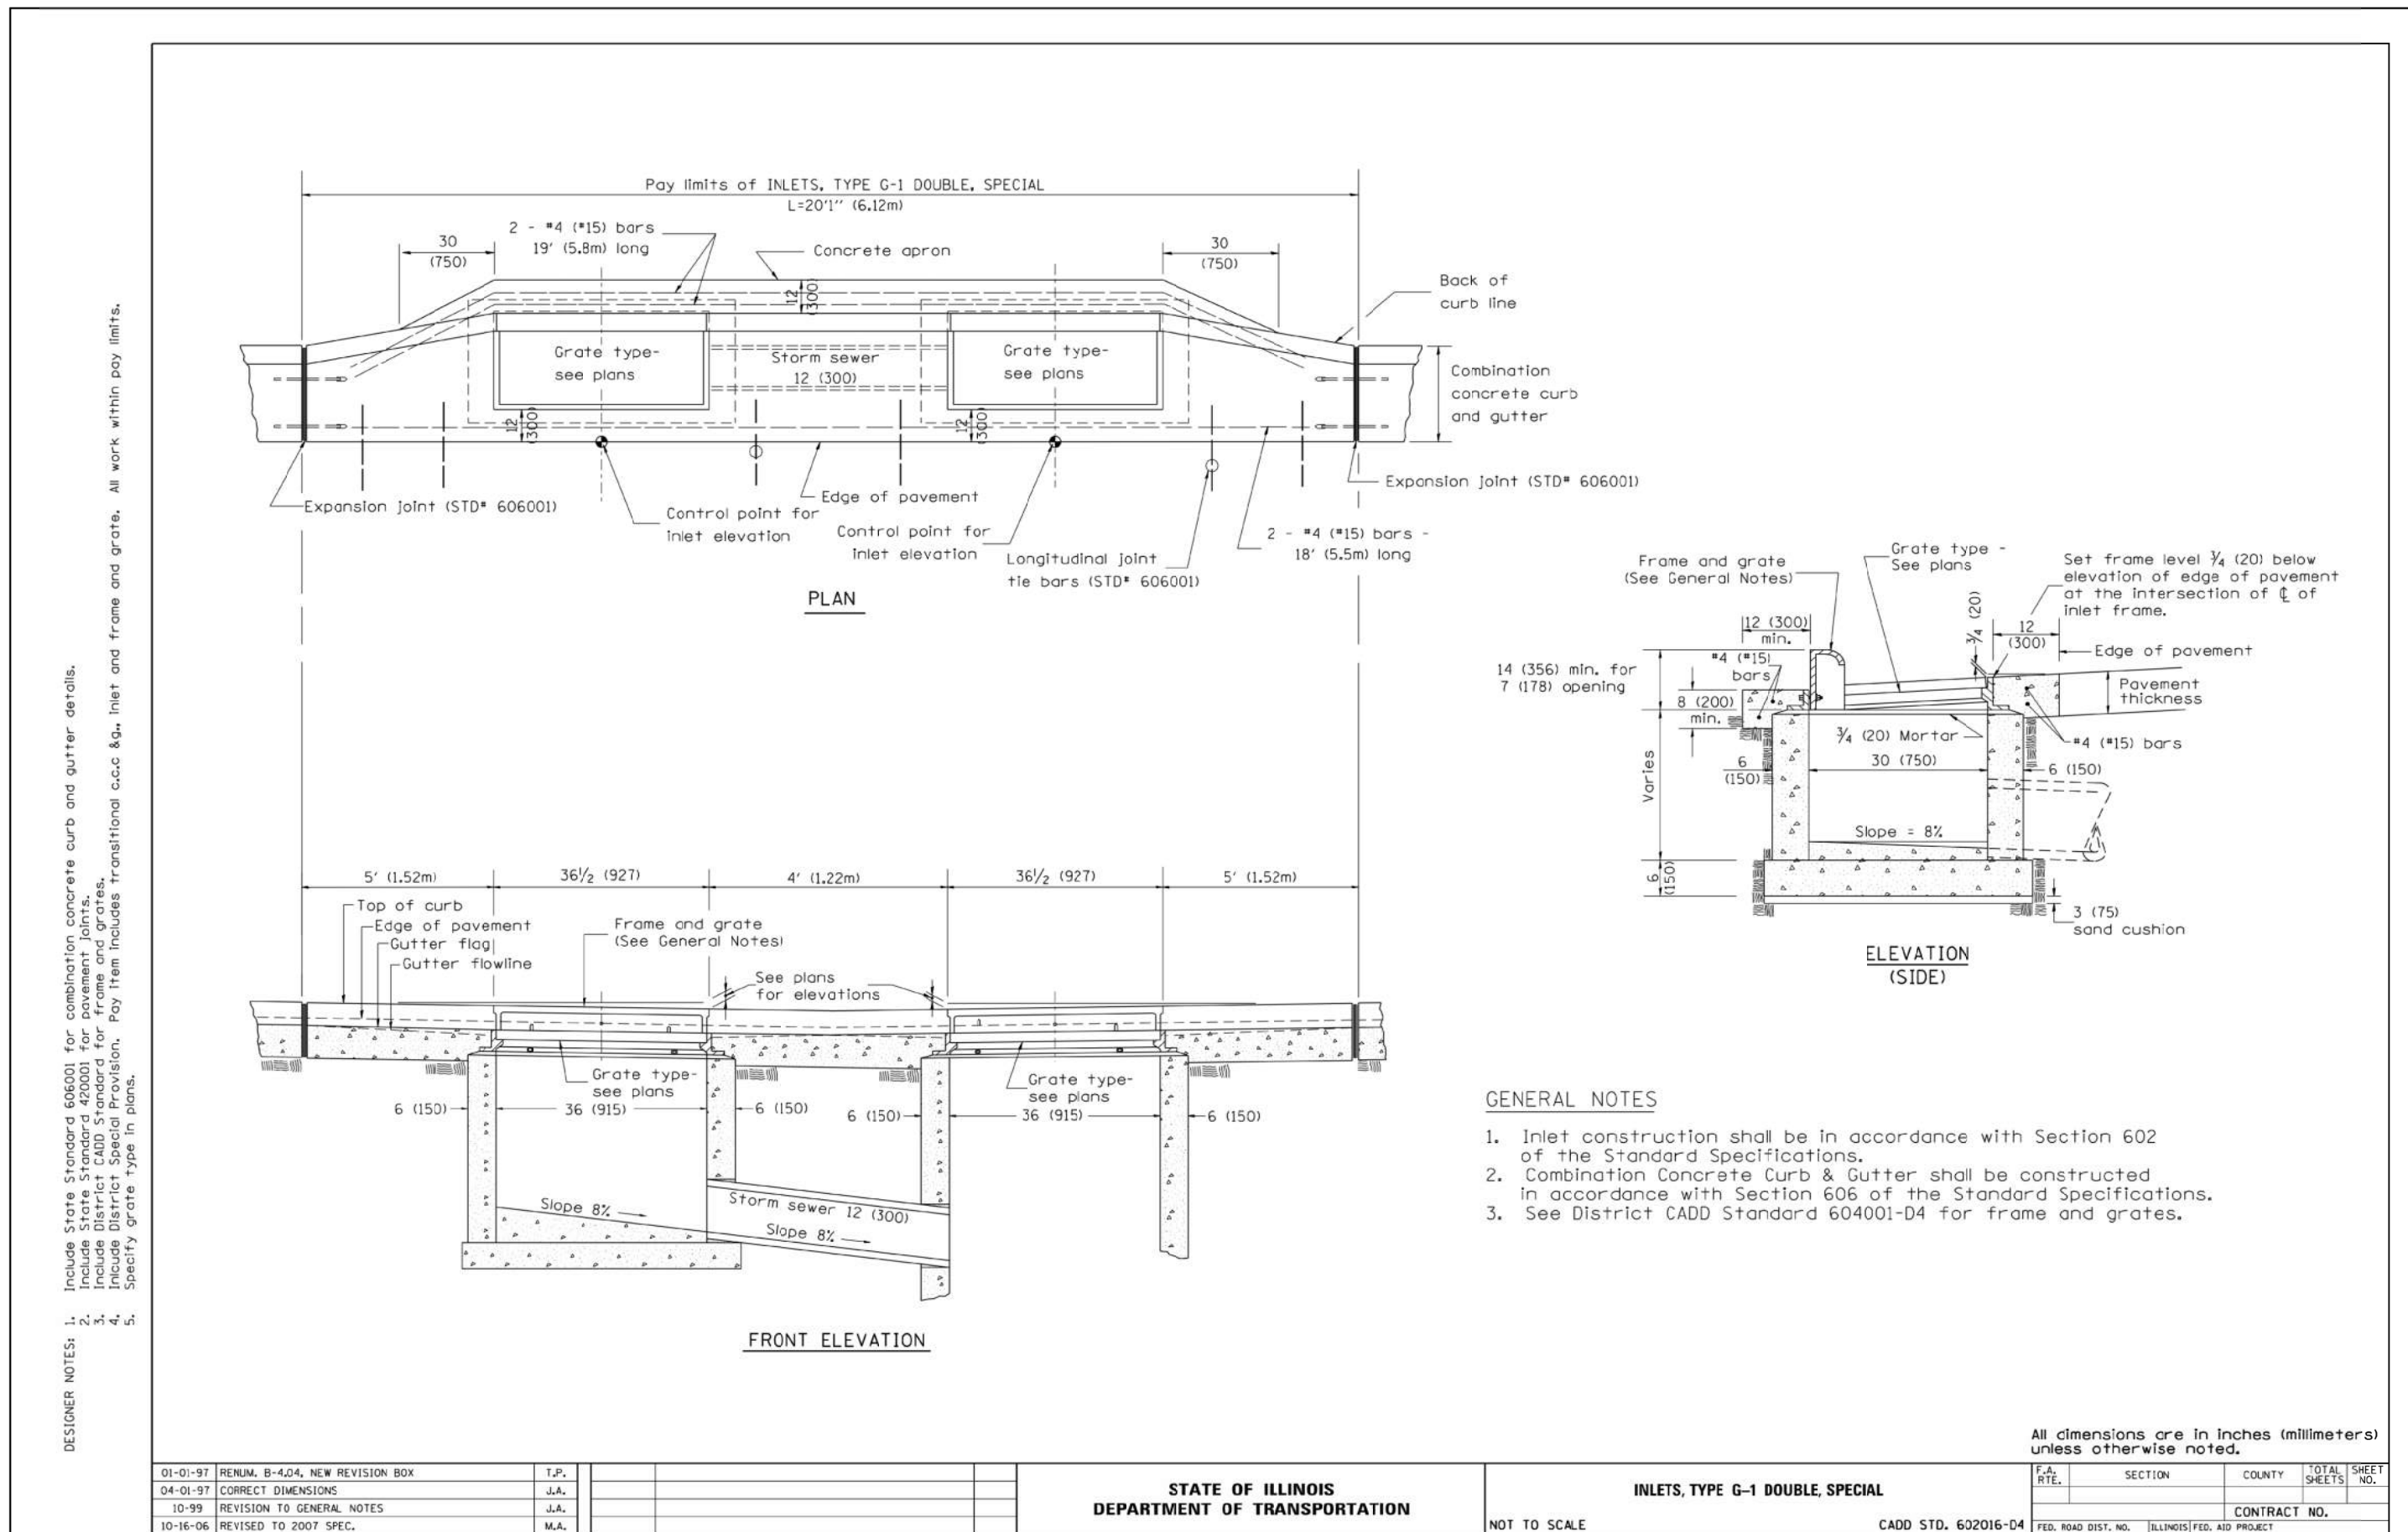 Pay limits of INLETS, TYPE G-1 DOUBLE, SPECIAL
L=20'1'' (6.12m)
30
(750)
2 - #4 (#15) bars
19' (5.8m) long
Concrete apron
30
(750)
12
(300)
Back of
curb line
Grate type-
see plans
Storm sewer
12 (300)
Grate type-
see plans
Combination
concrete curb
and gutter
12
(300)
12
(300)
Expansion joint (STD# 606001)
Control point for
inlet elevation
Edge of pavement
Control point for
inlet elevation
Longitudinal joint
tie bars (STD# 606001)
2 - #4 (#15) bars -
18' (5.5m) long
Expansion joint (STD# 606001)
PLAN
Frame and grate
(See General Notes)
Grate type -
See plans
Set frame level 3/4 (20) below
elevation of edge of pavement
at the intersection of ℄ of
inlet frame.
12 (300)
min.
3/4 (20)
12
(300)
Edge of pavement
14 (356) min. for
7 (178) opening
#4 (#15)
bars
8 (200)
min.
Pavement
thickness
3/4 (20) Mortar
#4 (#15) bars
Varies
6
(150)
30 (750)
6 (150)
Slope = 8%
6
(150)
3 (75)
sand cushion
ELEVATION
(SIDE)
5' (1.52m)
36 1/2 (927)
4' (1.22m)
36 1/2 (927)
5' (1.52m)
Top of curb
Edge of pavement
Gutter flag
Gutter flowline
Frame and grate
(See General Notes)
See plans
for elevations
Grate type-
see plans
Grate type-
see plans
6 (150)
36 (915)
6 (150)
6 (150)
36 (915)
6 (150)
Slope 8%
Storm sewer 12 (300)
Slope 8%
FRONT ELEVATION
GENERAL NOTES
1. Inlet construction shall be in accordance with Section 602
of the Standard Specifications.
2. Combination Concrete Curb & Gutter shall be constructed
in accordance with Section 606 of the Standard Specifications.
3. See District CADD Standard 604001-D4 for frame and grates.
DESIGNER NOTES: 1. Include State Standard 606001 for combination concrete curb and gutter details.
2. Include State Standard 420001 for pavement joints.
3. Include District CADD Standard for frame and grates.
4. Inlcude District Special Provision. Pay item includes transitional c.c.c &g., inlet and frame and grate. All work within pay limits.
5. Specify grate type in plans.
All dimensions are in inches (millimeters)
unless otherwise noted.
01-01-97 RENUM. B-4.04, NEW REVISION BOX T.P.
04-01-97 CORRECT DIMENSIONS J.A.
10-99 REVISION TO GENERAL NOTES J.A.
10-16-06 REVISED TO 2007 SPEC. M.A.
STATE OF ILLINOIS
DEPARTMENT OF TRANSPORTATION
INLETS, TYPE G-1 DOUBLE, SPECIAL
NOT TO SCALE
CADD STD. 602016-D4
F.A.
RTE.
SECTION
COUNTY
TOTAL
SHEETS
SHEET
NO.
CONTRACT NO.
FED. ROAD DIST. NO. ILLINOIS FED. AID PROJECT